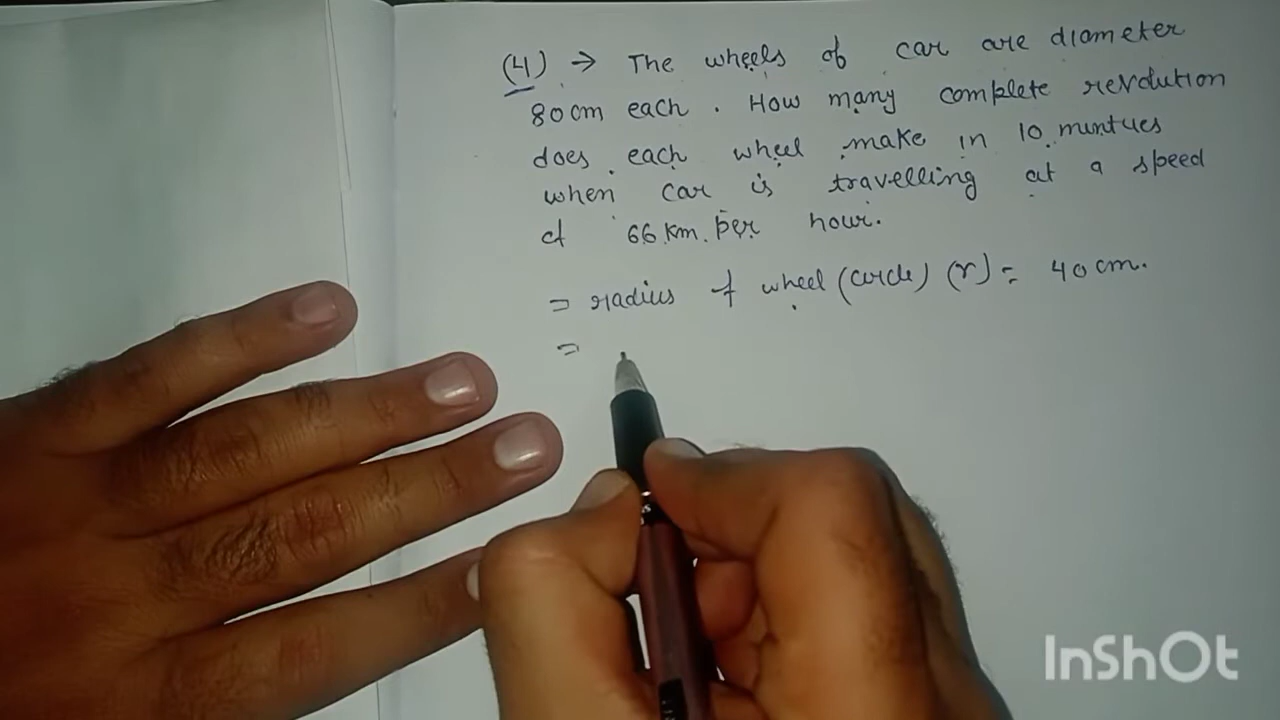 (4) → The wheels of car are diameter
80cm each. How many complete revolution
does each wheel make in 10 mintues
when car is travelling at a speed
of 66 km. per hour.
= radius of wheel (circle) (r) = 40cm.
=
InShOt